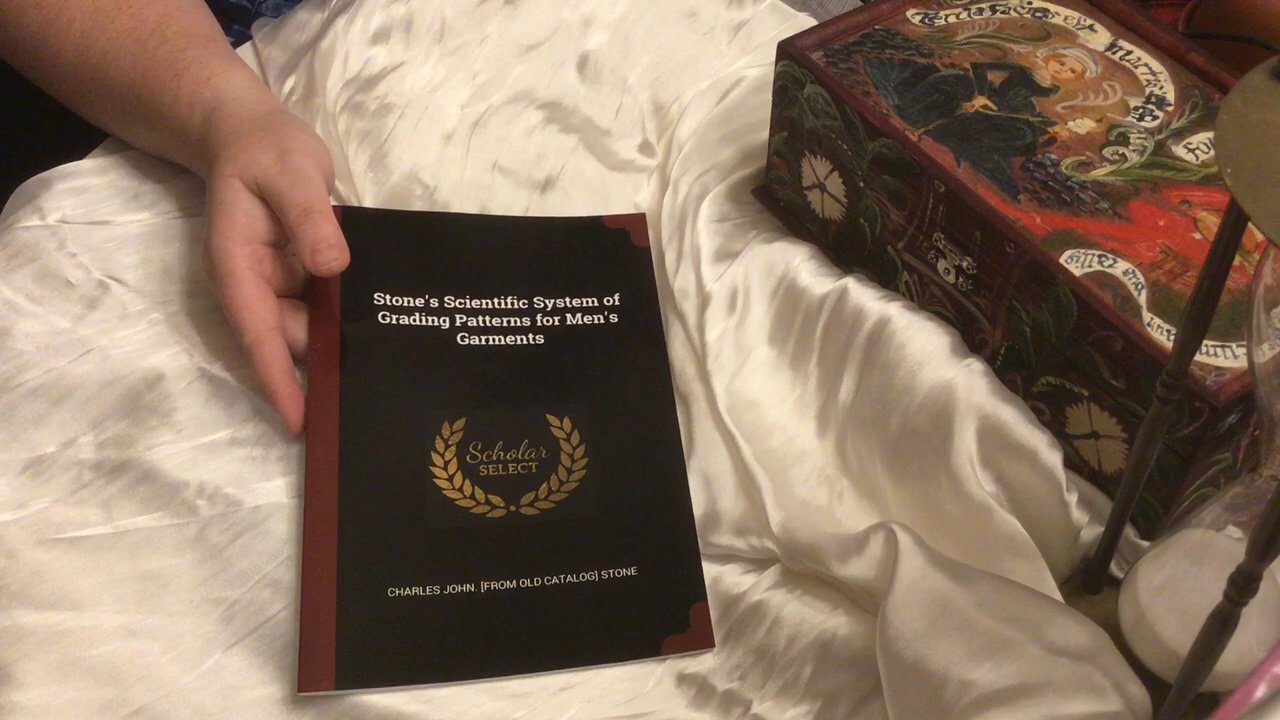 Stone's Scientific System of
Grading Patterns for Men's
Garments
Scholar
SELECT
CHARLES JOHN. [FROM OLD CATALOG] STONE